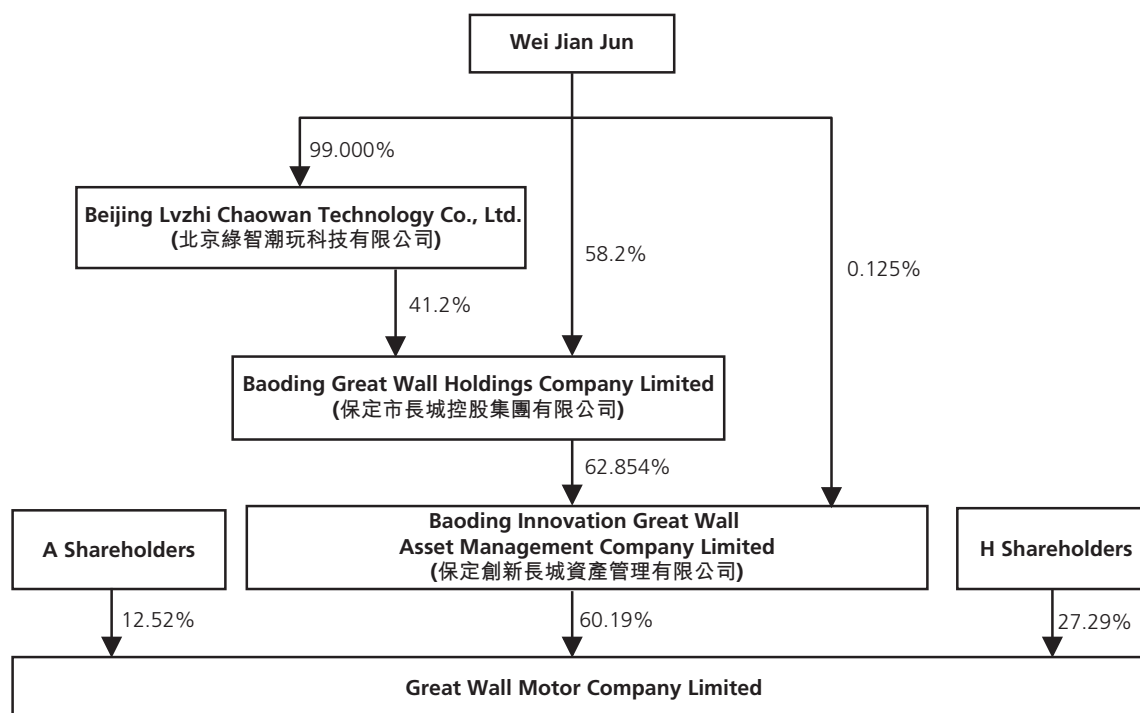 Wei Jian Jun
99.000%
Beijing Lvzhi Chaowan Technology Co., Ltd.
(北京綠智潮玩科技有限公司)
58.2%
0.125%
41.2%
Baoding Great Wall Holdings Company Limited
(保定市長城控股集團有限公司)
62.854%
A Shareholders
Baoding Innovation Great Wall
Asset Management Company Limited
(保定創新長城資產管理有限公司)
H Shareholders
12.52%
60.19%
27.29%
Great Wall Motor Company Limited